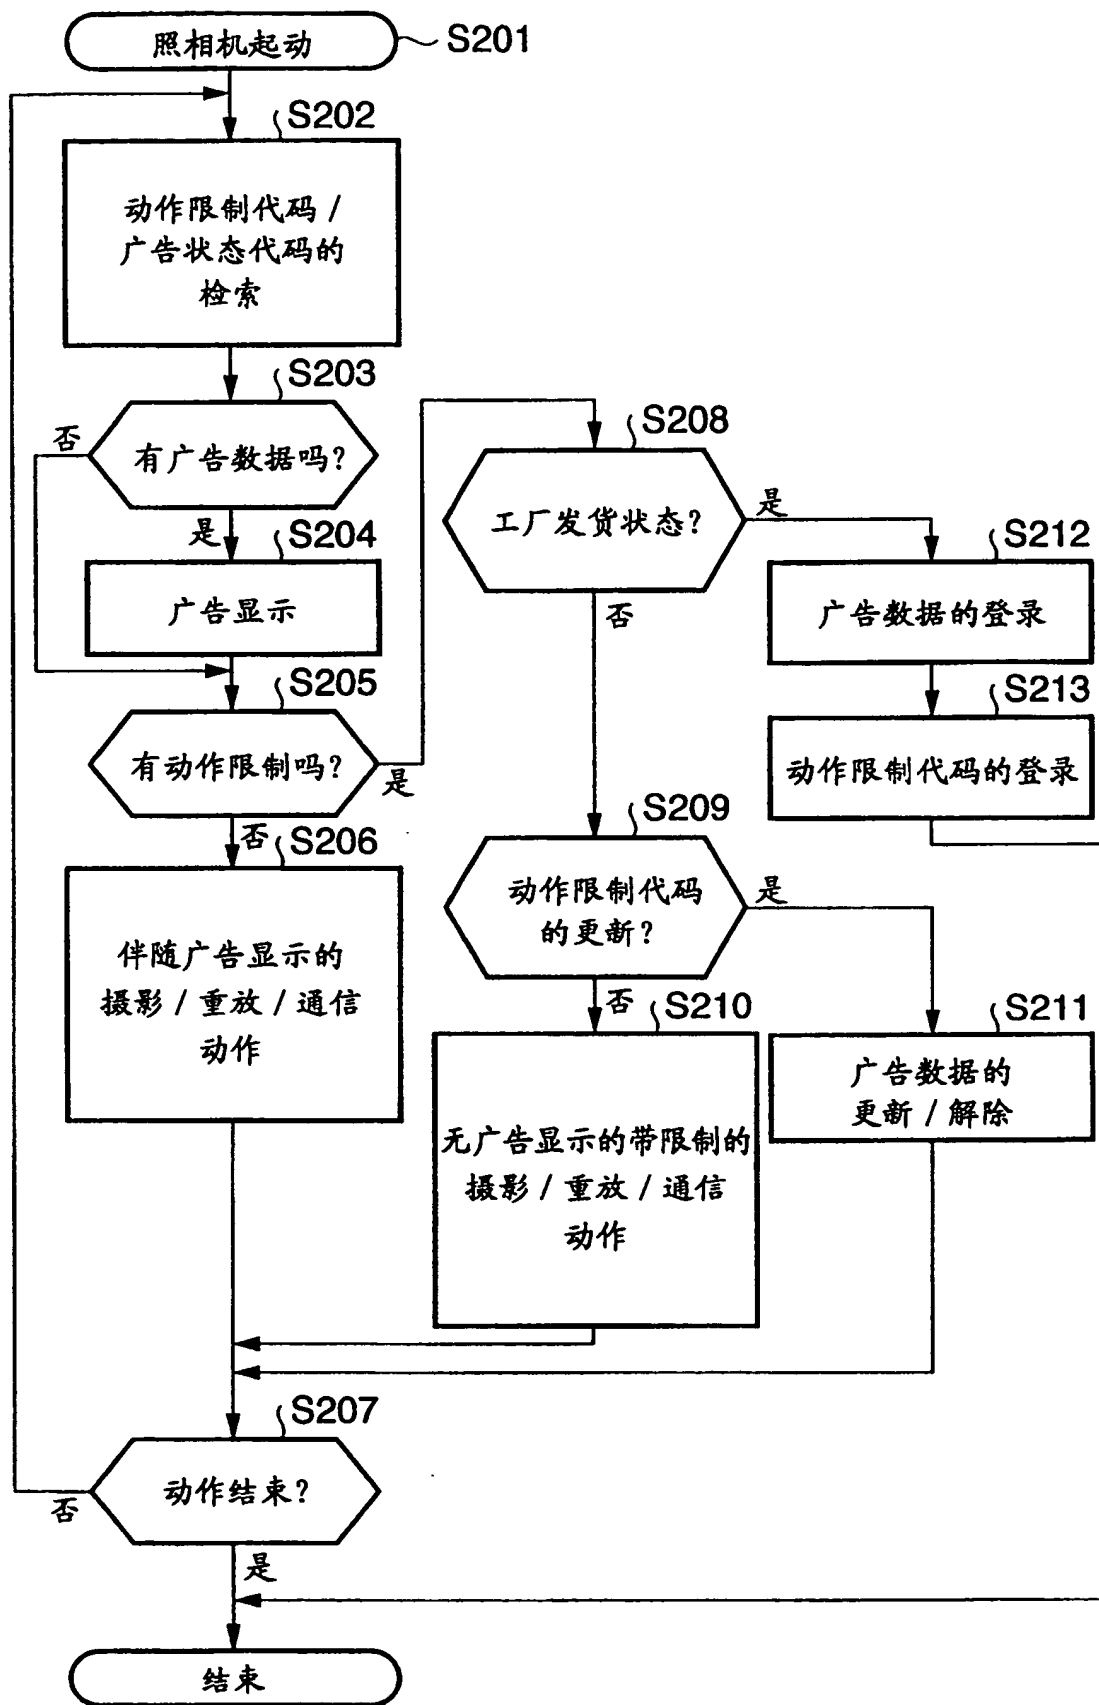 照相机起动
S201
S202
动作限制代码 /
广告状态代码的
检索
S203
有广告数据吗?
否
是
S204
广告显示
S205
有动作限制吗?
是
否
S206
伴随广告显示的
摄影 / 重放 / 通信
动作
S208
工厂发货状态?
是
否
S212
广告数据的登录
S213
动作限制代码的登录
S209
动作限制代码
的更新?
是
否
S210
无广告显示的带限制的
摄影 / 重放 / 通信
动作
S211
广告数据的
更新 / 解除
S207
动作结束?
否
是
结束